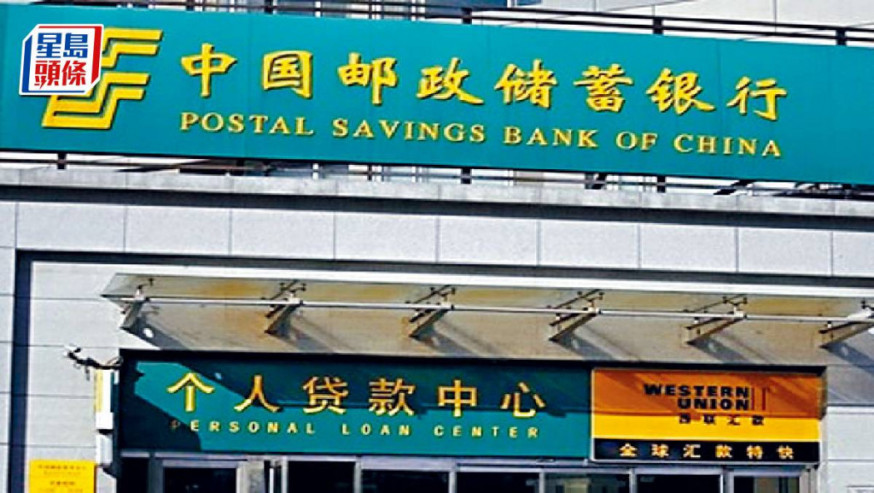 星島
頭條
中国邮政储蓄银行
POSTAL SAVINGS BANK OF CHINA
个人贷款中心
PERSONAL LOAN CENTER
WESTERN
UNION
西联汇款
全球汇款特快